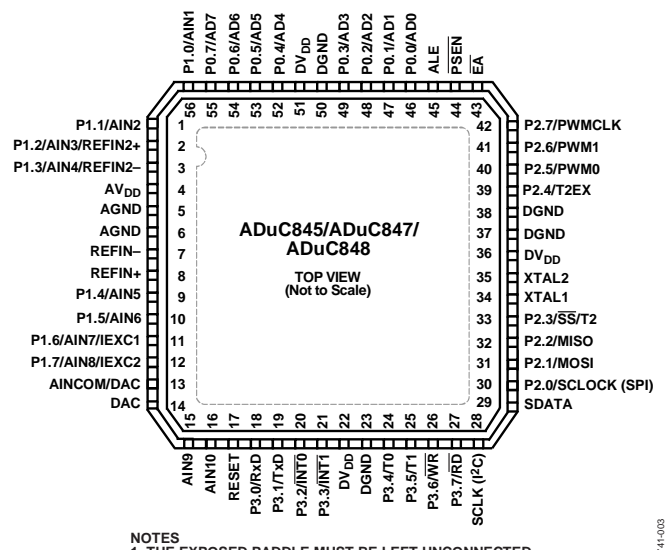 P1.0/AIN1
P0.7/AD7
P0.6/AD6
P0.5/AD5
P0.4/AD4
DVDD
DGND
P0.3/AD3
P0.2/AD2
P0.1/AD1
P0.0/AD0
ALE
PSEN
EA
56
55
54
53
52
51
50
49
48
47
46
45
44
43
P1.1/AIN2 1
P1.2/AIN3/REFIN2+ 2
P1.3/AIN4/REFIN2– 3
AVDD 4
AGND 5
AGND 6
REFIN– 7
REFIN+ 8
P1.4/AIN5 9
P1.5/AIN6 10
P1.6/AIN7/IEXC1 11
P1.7/AIN8/IEXC2 12
AINCOM/DAC 13
DAC 14
ADuC845/ADuC847/
ADuC848
TOP VIEW
(Not to Scale)
42 P2.7/PWMCLK
41 P2.6/PWM1
40 P2.5/PWM0
39 P2.4/T2EX
38 DGND
37 DGND
36 DVDD
35 XTAL2
34 XTAL1
33 P2.3/SS/T2
32 P2.2/MISO
31 P2.1/MOSI
30 P2.0/SCLOCK (SPI)
29 SDATA
15
16
17
18
19
20
21
22
23
24
25
26
27
28
AIN9
AIN10
RESET
P3.0/RxD
P3.1/TxD
P3.2/INT0
P3.3/INT1
DVDD
DGND
P3.4/T0
P3.5/T1
P3.6/WR
P3.7/RD
SCLK (I2C)
NOTES
1. THE EXPOSED PADDLE MUST BE LEFT UNCONNECTED
41-003